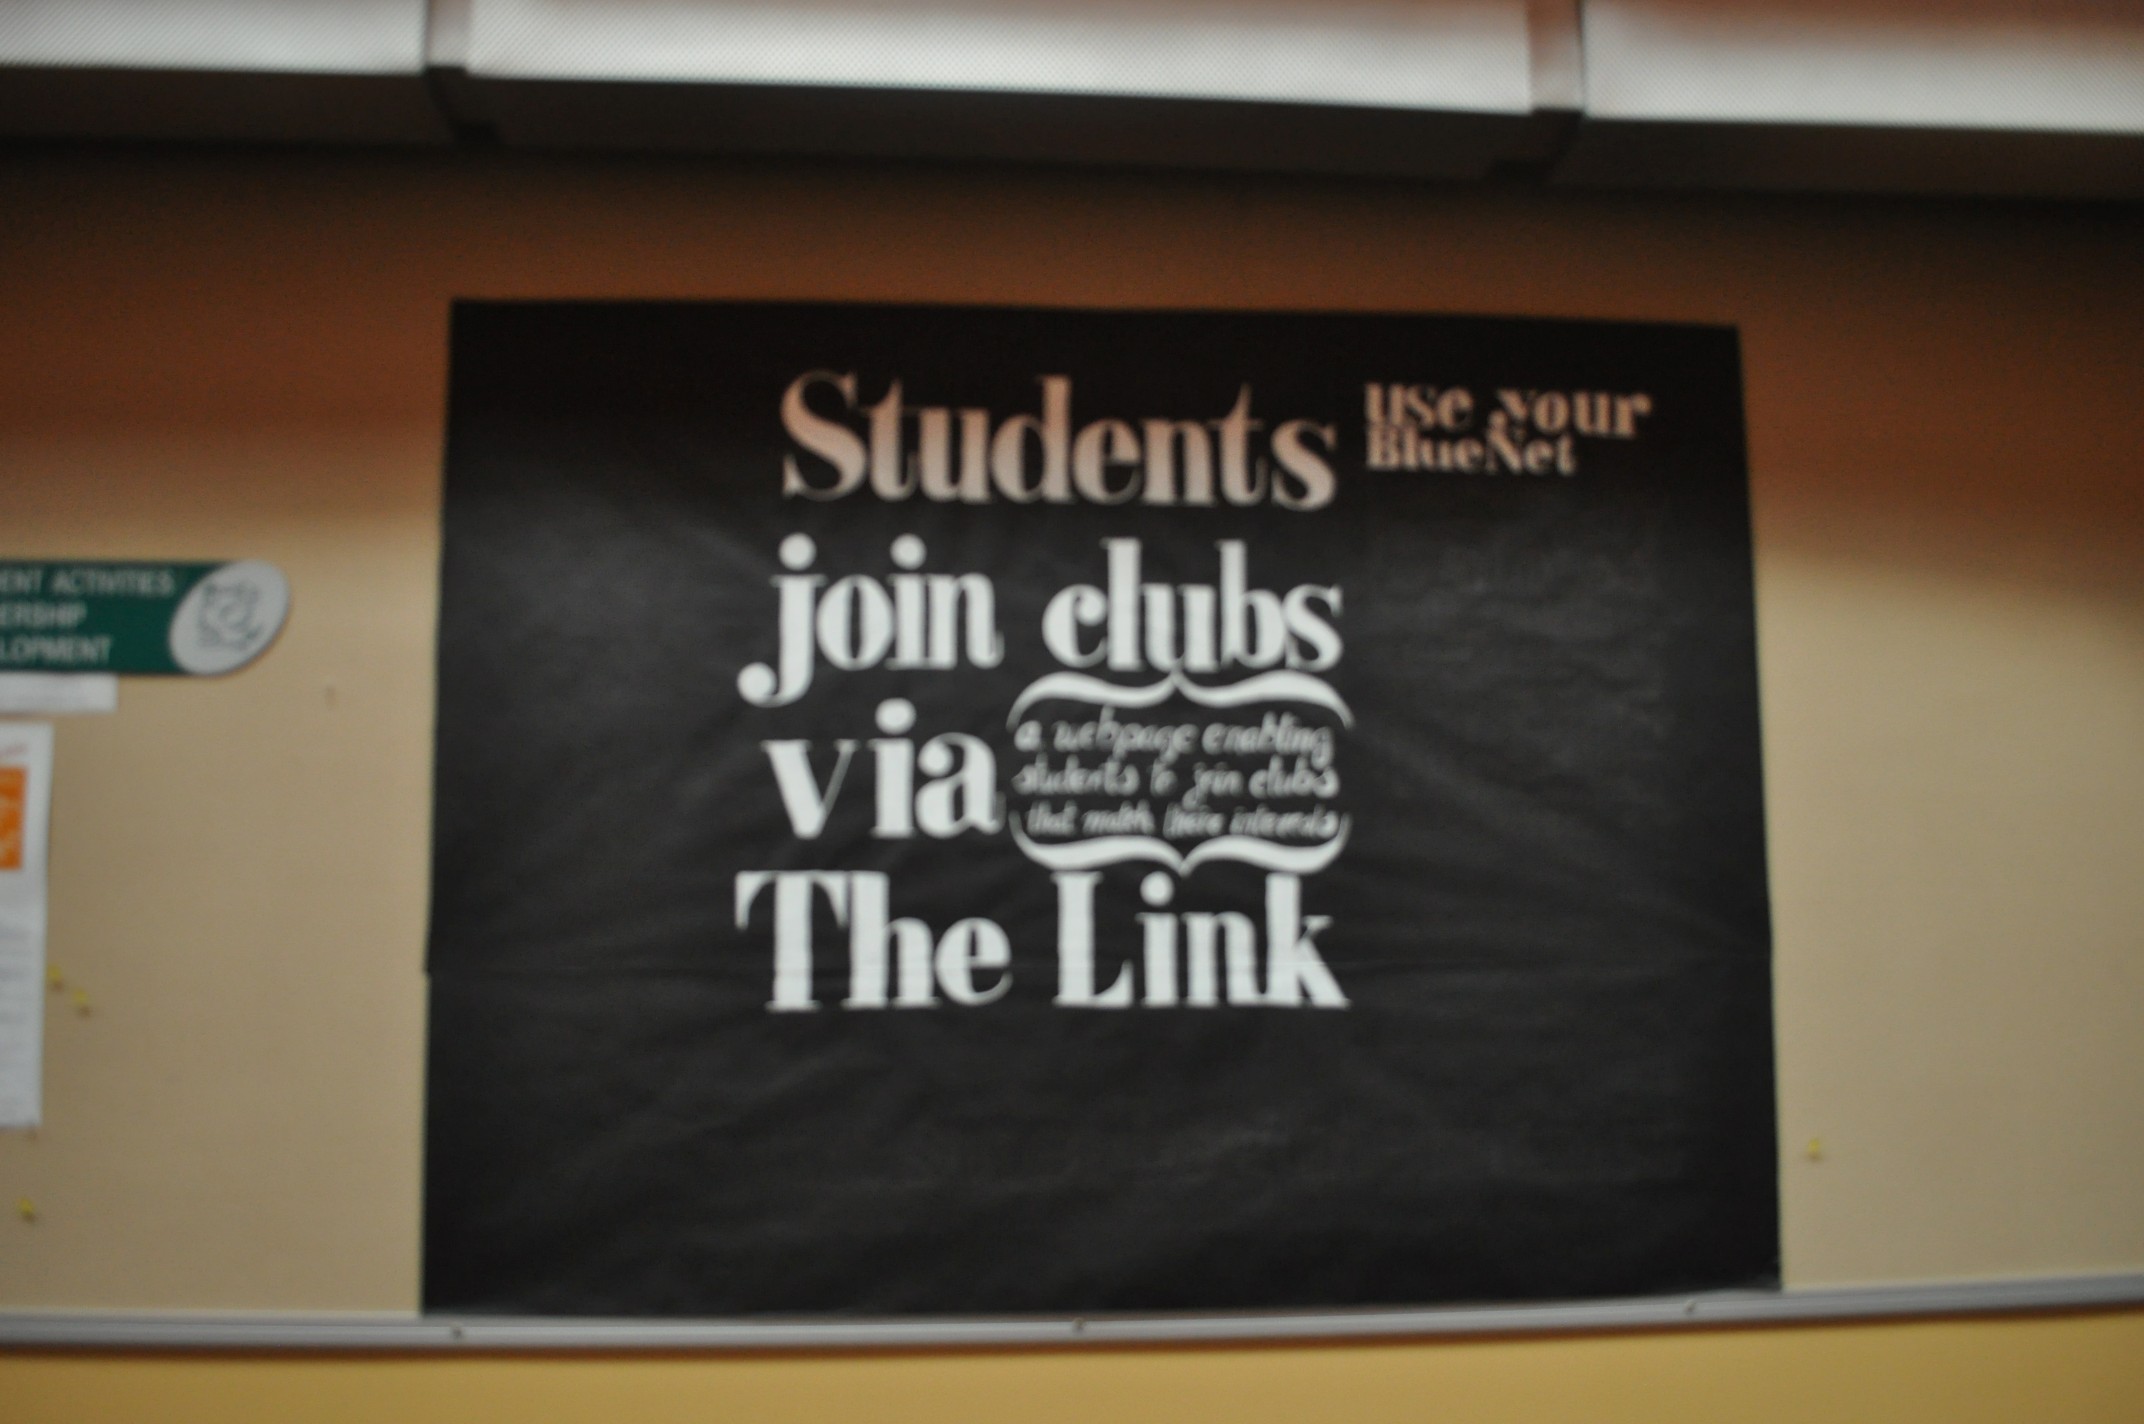 Students
use your
BlueNet
join clubs
via
a webpage enabling
students to join clubs
that match their interests
The Link
ENT ACTIVITIES
ERSHIP
LOPMENT